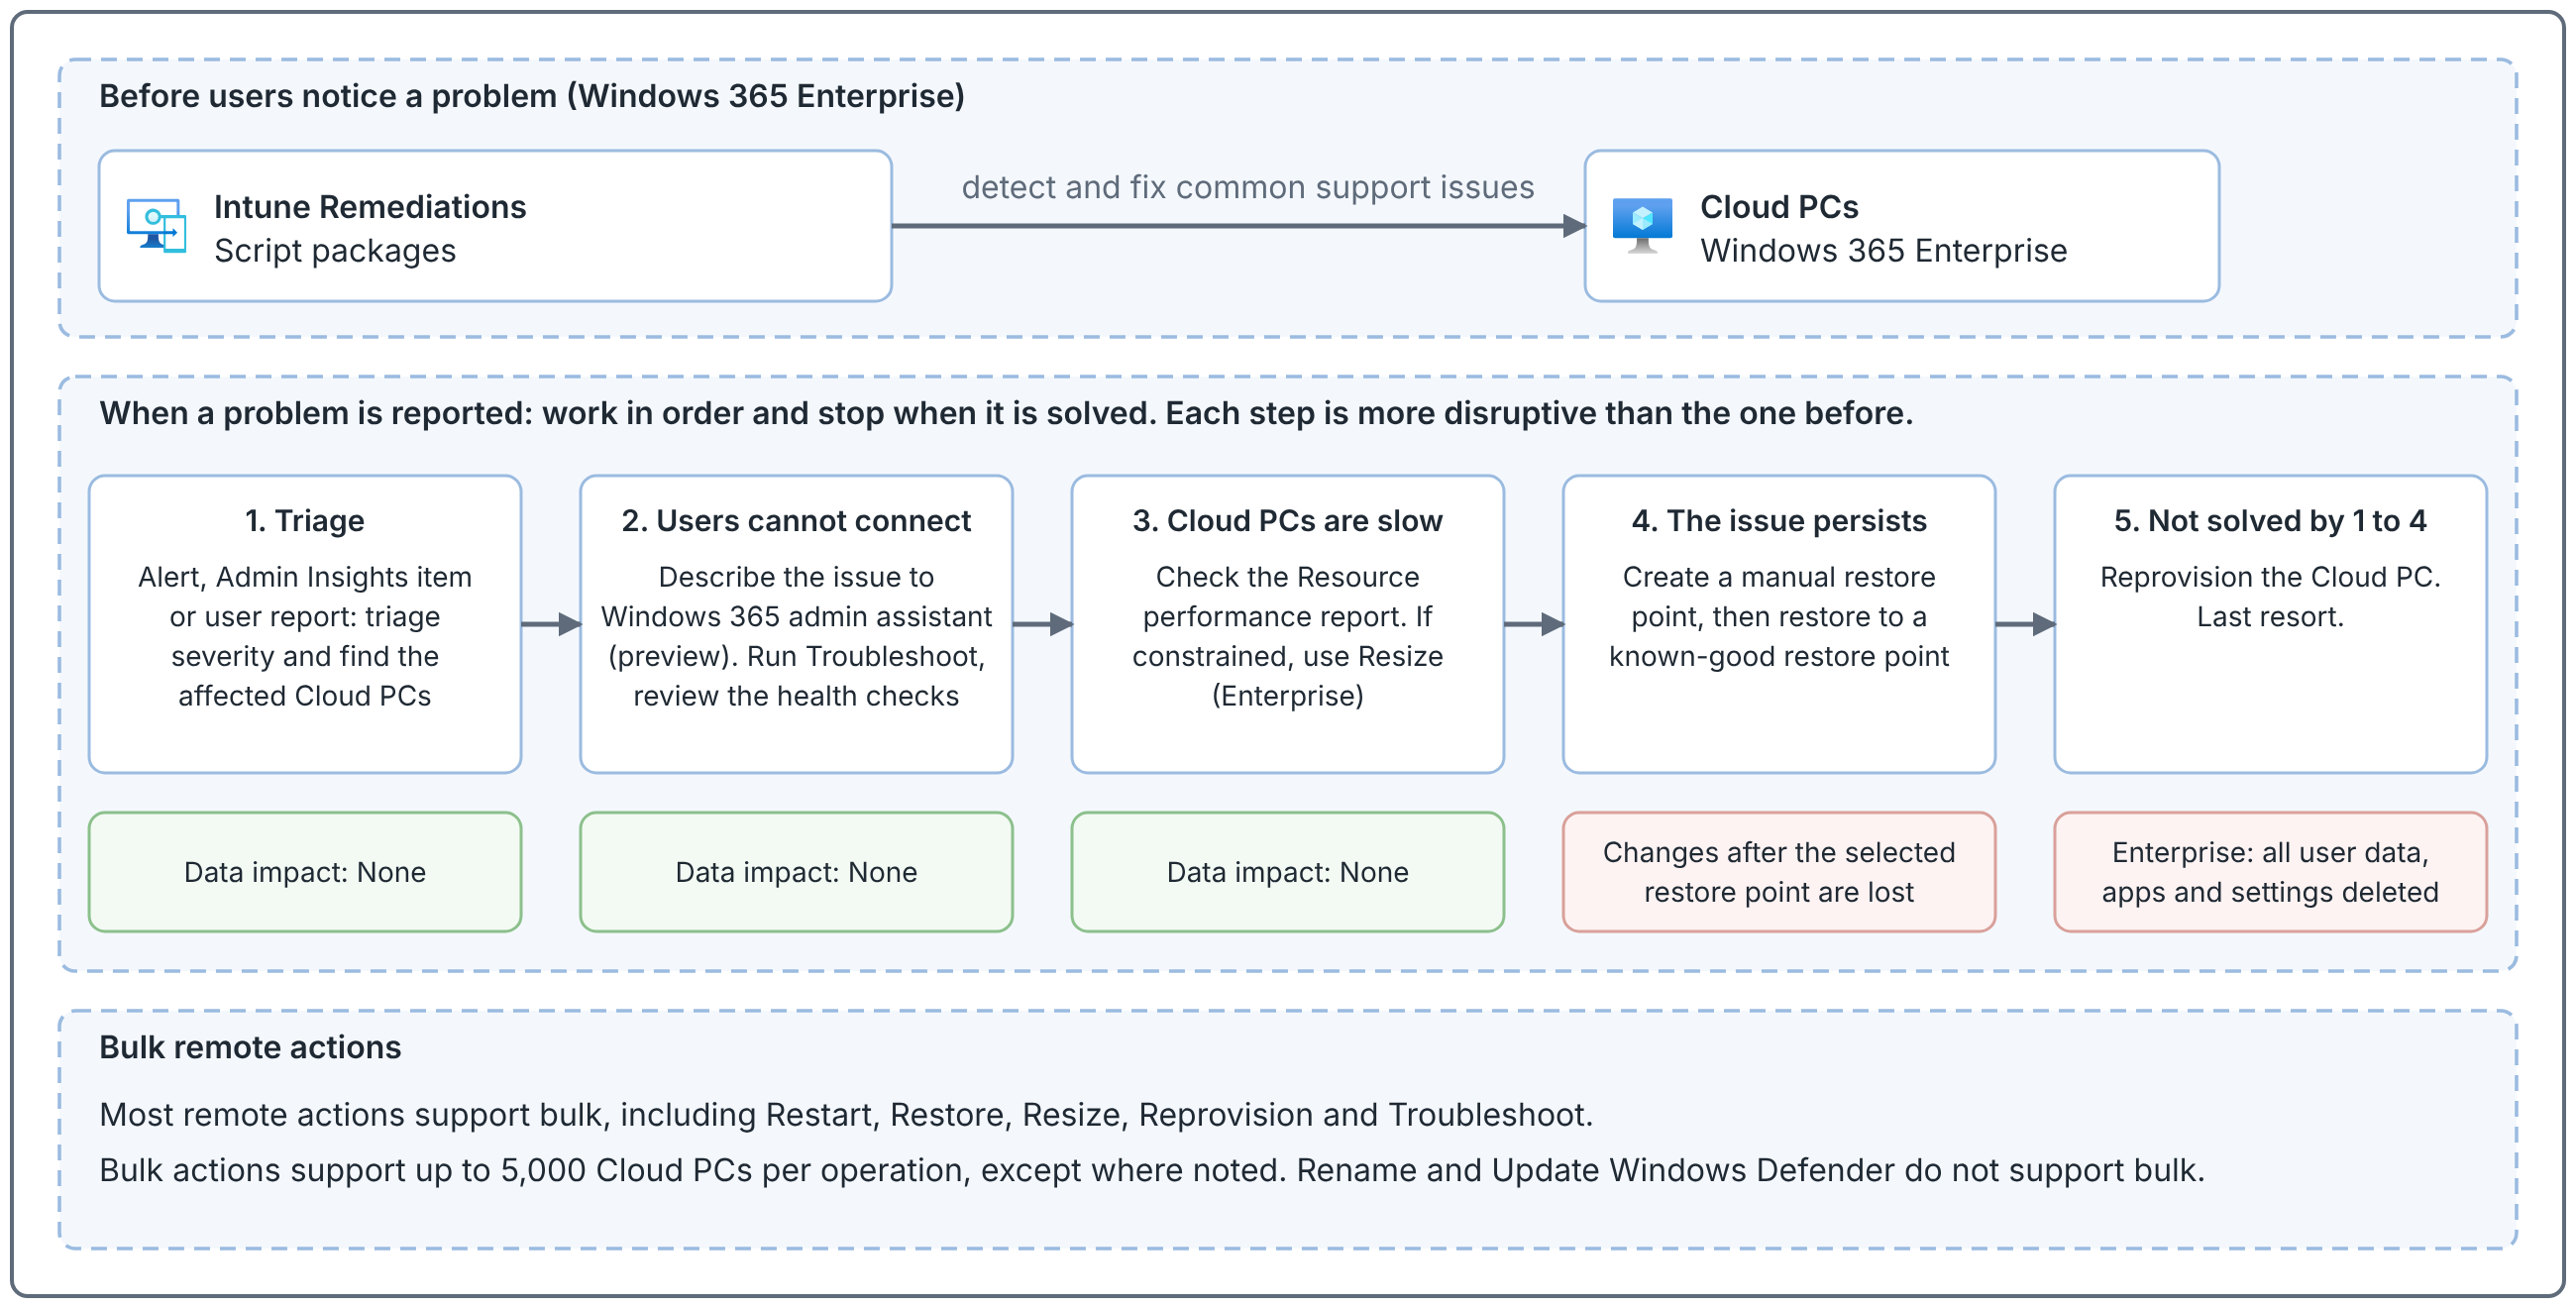 Before users notice a problem (Windows 365 Enterprise)
Intune Remediations
Script packages
detect and fix common support issues
Cloud PCs
Windows 365 Enterprise
When a problem is reported: work in order and stop when it is solved. Each step is more disruptive than the one before.
1. Triage
Alert, Admin Insights item
or user report: triage
severity and find the
affected Cloud PCs
2. Users cannot connect
Describe the issue to
Windows 365 admin assistant
(preview). Run Troubleshoot,
review the health checks
3. Cloud PCs are slow
Check the Resource
performance report. If
constrained, use Resize
(Enterprise)
4. The issue persists
Create a manual restore
point, then restore to a
known-good restore point
5. Not solved by 1 to 4
Reprovision the Cloud PC.
Last resort.
Data impact: None
Data impact: None
Data impact: None
Changes after the selected
restore point are lost
Enterprise: all user data,
apps and settings deleted
Bulk remote actions
Most remote actions support bulk, including Restart, Restore, Resize, Reprovision and Troubleshoot.
Bulk actions support up to 5,000 Cloud PCs per operation, except where noted. Rename and Update Windows Defender do not support bulk.